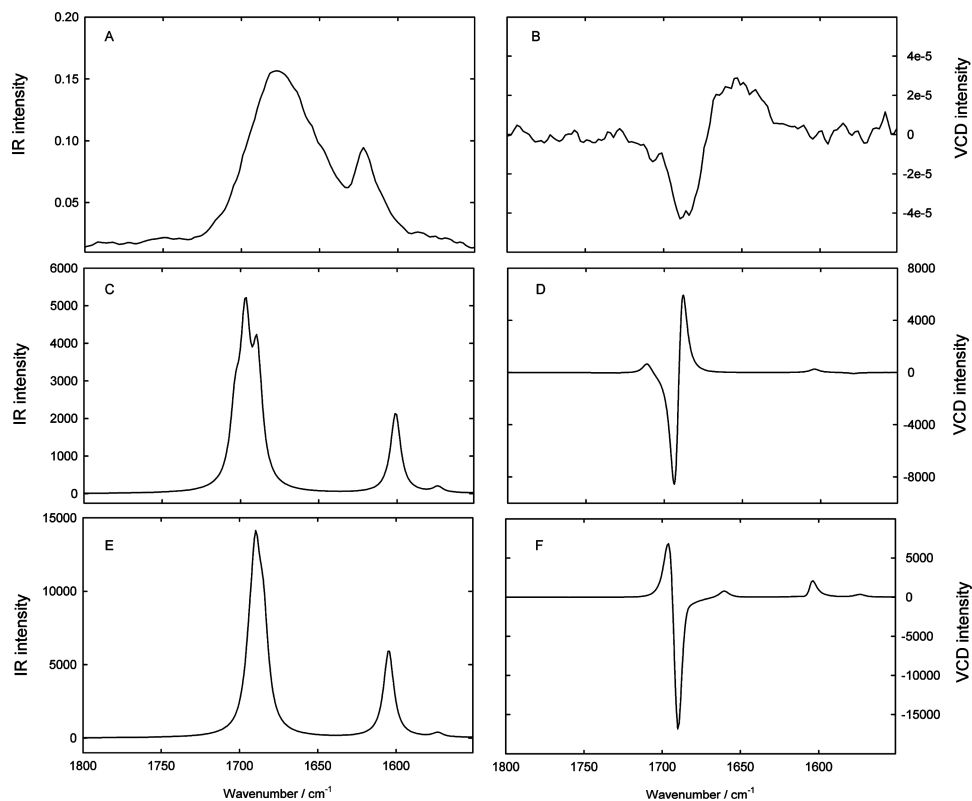 A
0.20
0.15
0.10
0.05
IR intensity
B
4e-5
2e-5
0
-2e-5
-4e-5
VCD intensity
C
6000
5000
4000
3000
2000
1000
0
IR intensity
D
8000
4000
0
-4000
-8000
VCD intensity
E
15000
10000
5000
0
IR intensity
1800 1750 1700 1650 1600
Wavenumber / cm-1
F
5000
0
-5000
-10000
-15000
VCD intensity
1800 1750 1700 1650 1600
Wavenumber / cm-1